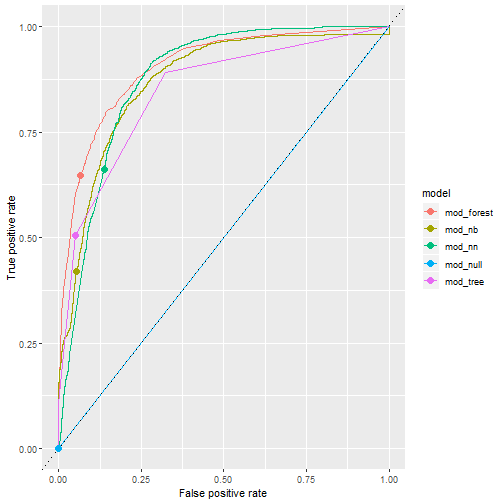 1.00
0.75
0.50
0.25
0.00
True positive rate
0.00 0.25 0.50 0.75 1.00
False positive rate
model
mod_forest
mod_nb
mod_nn
mod_null
mod_tree